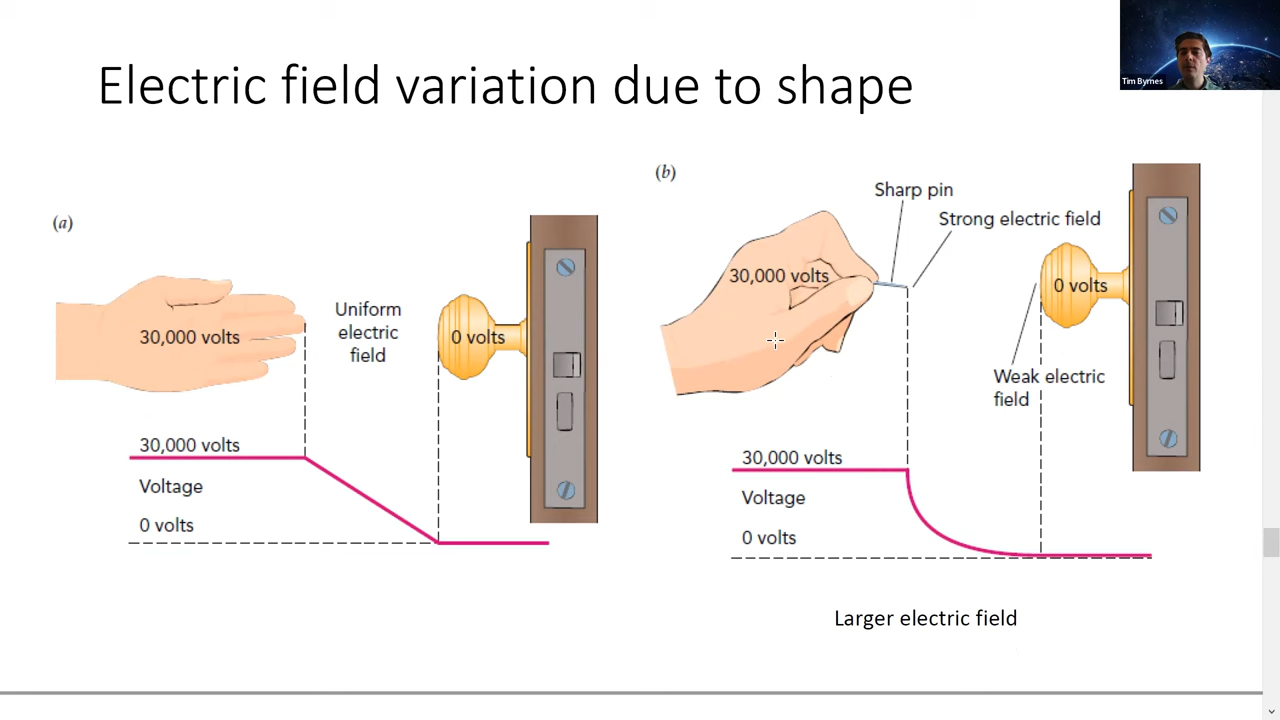 Electric field variation due to shape
Tim Byrnes
(a)
30,000 volts
Uniform
electric
field
0 volts
30,000 volts
Voltage
0 volts
(b)
Sharp pin
Strong electric field
30,000 volts
0 volts
Weak electric
field
30,000 volts
Voltage
0 volts
Larger electric field